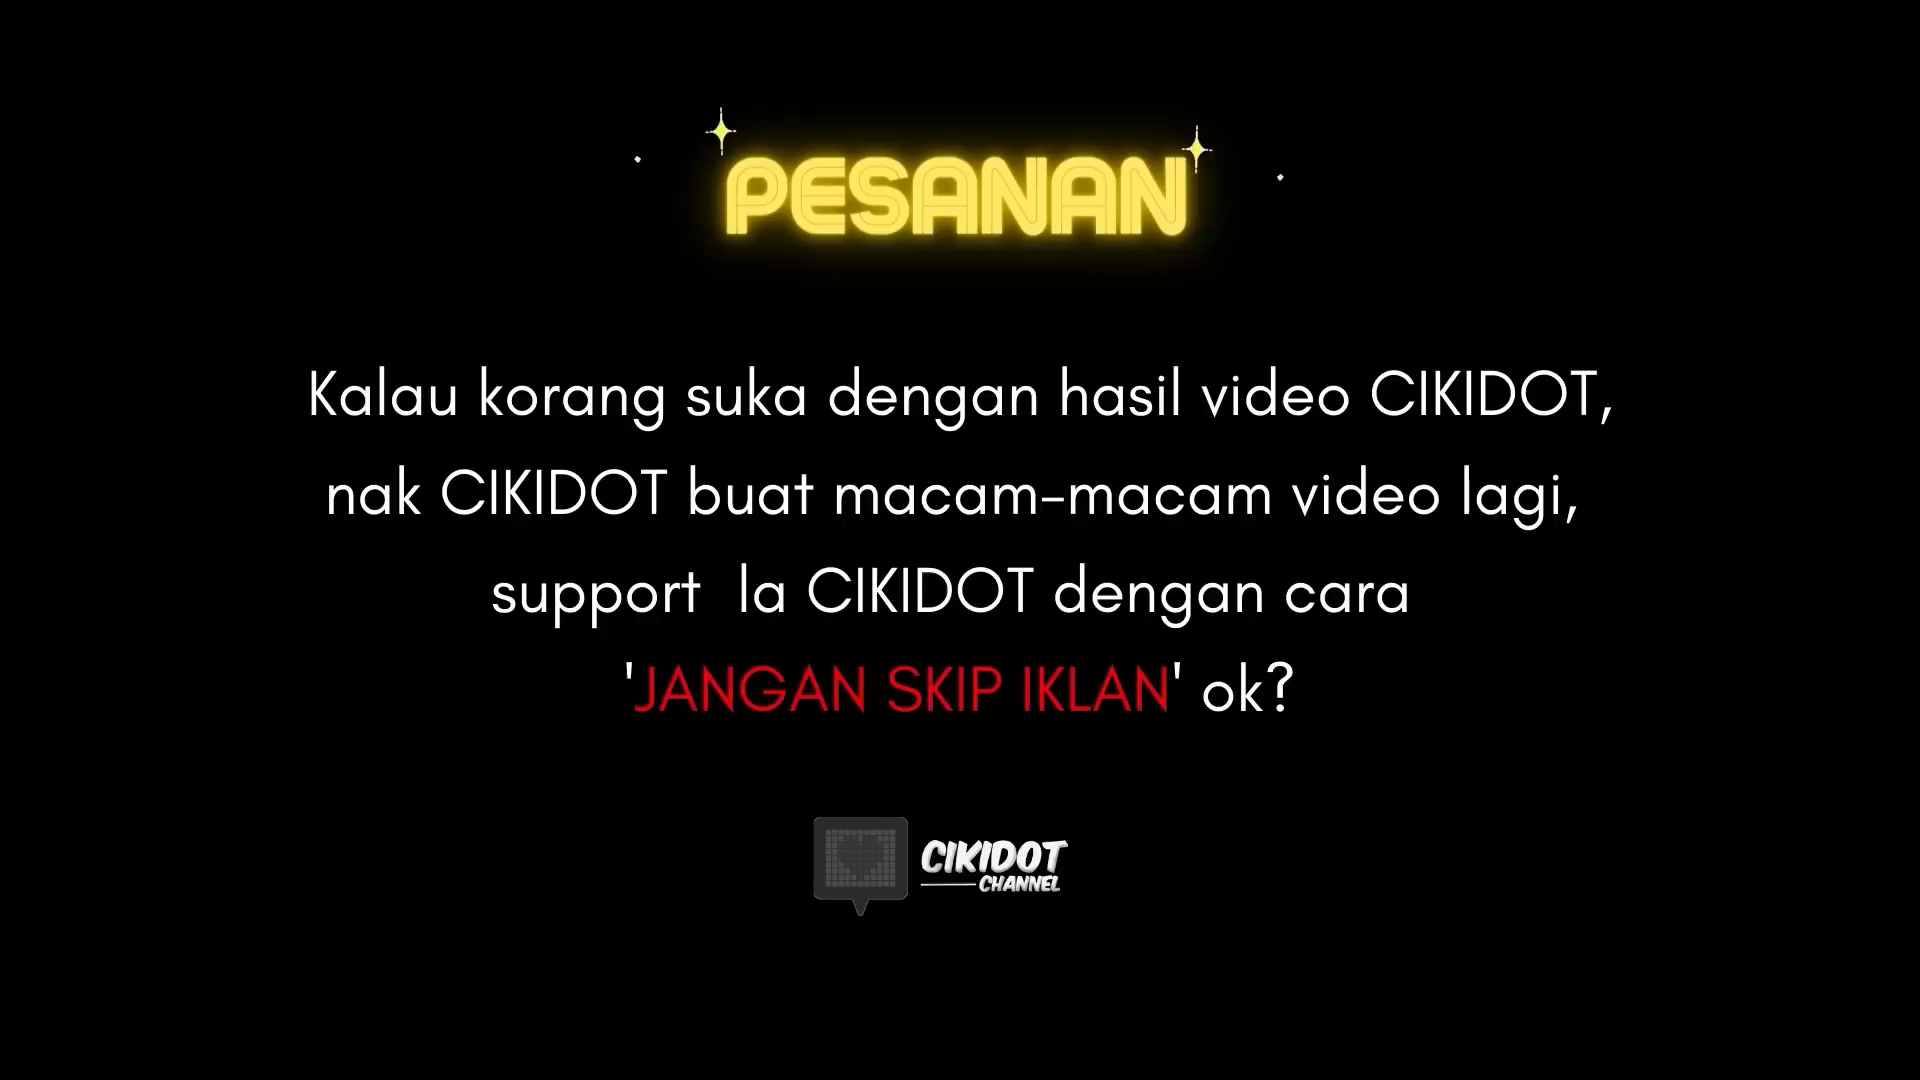 PESANAN
Kalau korang suka dengan hasil video CIKIDOT,
nak CIKIDOT buat macam-macam video lagi,
support la CIKIDOT dengan cara
'JANGAN SKIP IKLAN' ok?
CIKIDOT
CHANNEL